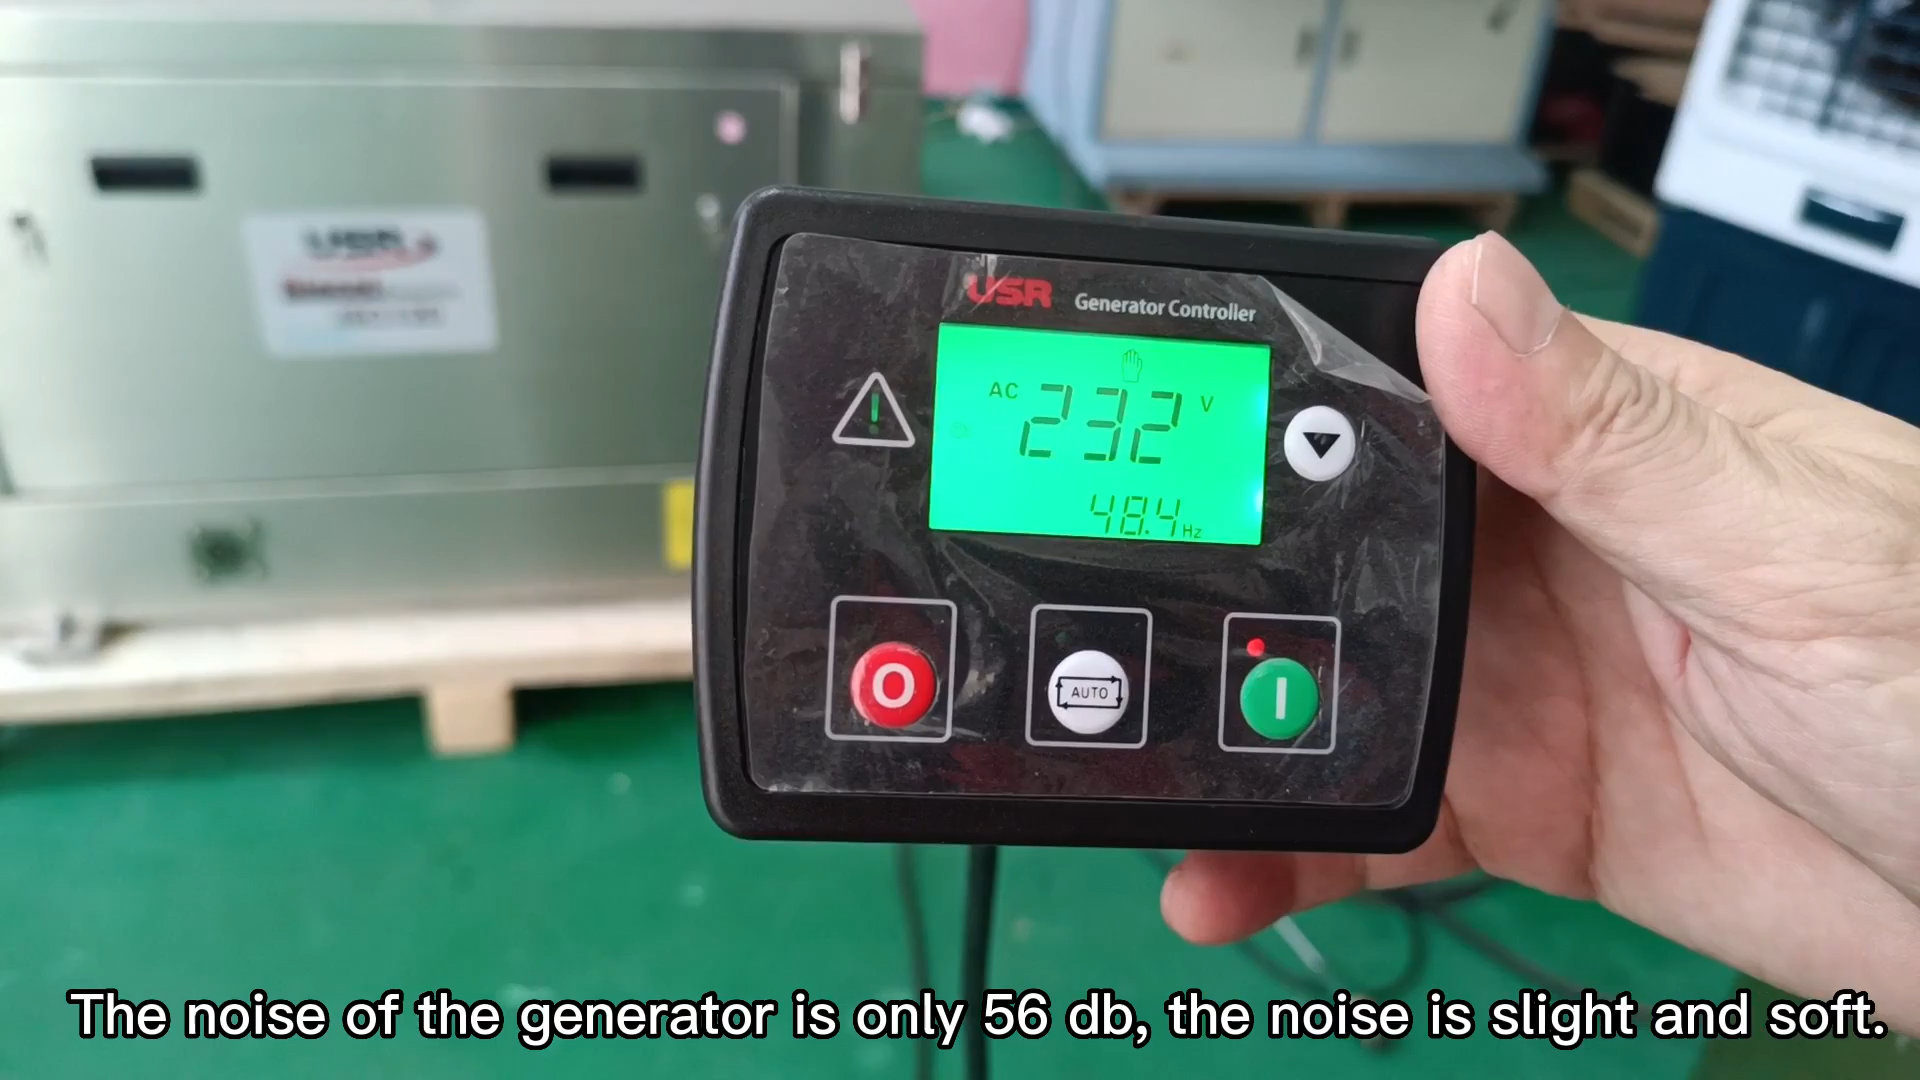 USR
USR Generator Controller
AC 232 V
48.4 Hz
O
AUTO
I
The noise of the generator is only 56 db, the noise is slight and soft.